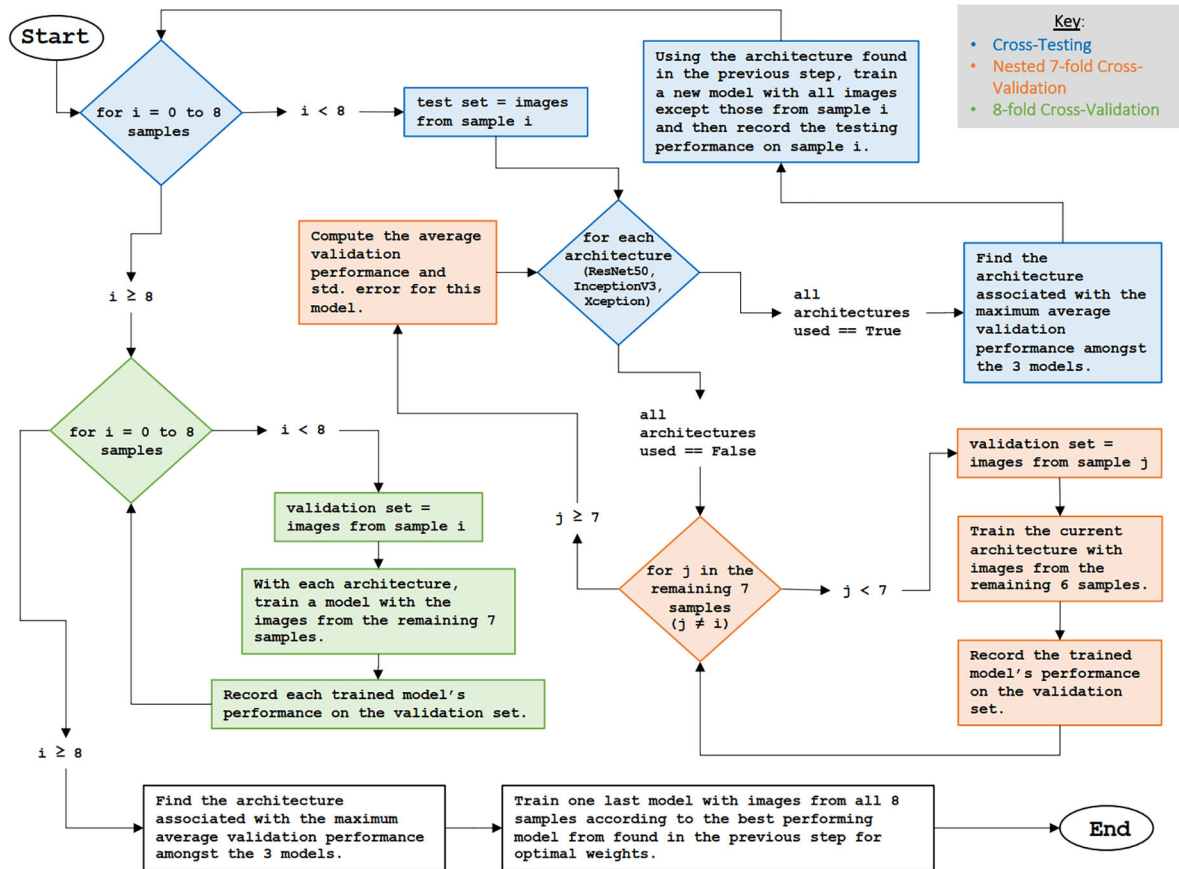 Start
for i = 0 to 8
samples
i < 8
test set = images
from sample i
Using the architecture found
in the previous step, train
a new model with all images
except those from sample i
and then record the testing
performance on sample i.
Key:
• Cross-Testing
• Nested 7-fold Cross-
Validation
• 8-fold Cross-Validation
Compute the average
validation
performance and
std. error for this
model.
for each
architecture
(ResNet50,
InceptionV3,
Xception)
all
architectures
used == True
Find the
architecture
associated with the
maximum average
validation
performance amongst
the 3 models.
i ≥ 8
for i = 0 to 8
samples
i < 8
validation set =
images from sample i
With each architecture,
train a model with the
images from the remaining 7
samples.
Record each trained model's
performance on the validation set.
all
architectures
used == False
j ≥ 7
for j in the
remaining 7
samples
(j ≠ i)
j < 7
validation set =
images from sample j
Train the current
architecture with
images from the
remaining 6 samples.
Record the trained
model's performance
on the validation
set.
i ≥ 8
Find the architecture
associated with the maximum
average validation performance
amongst the 3 models.
Train one last model with images from all 8
samples according to the best performing
model from found in the previous step for
optimal weights.
End